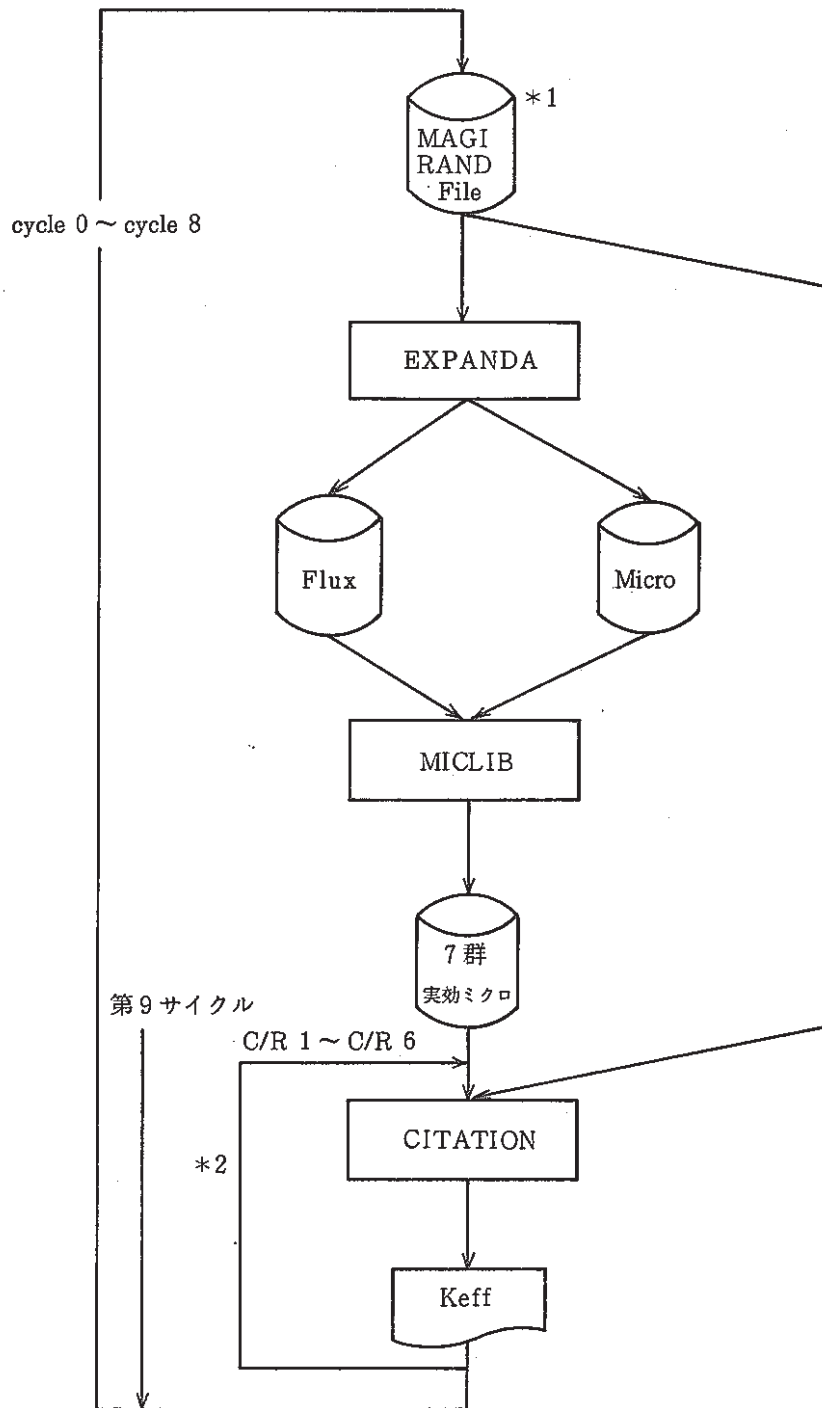 *1
MAGI
RAND
File
cycle 0 ~ cycle 8
EXPANDA
Flux
Micro
MICLIB
7 群
実効ミクロ
第9サイクル
C/R 1 ~ C/R 6
CITATION
*2
Keff